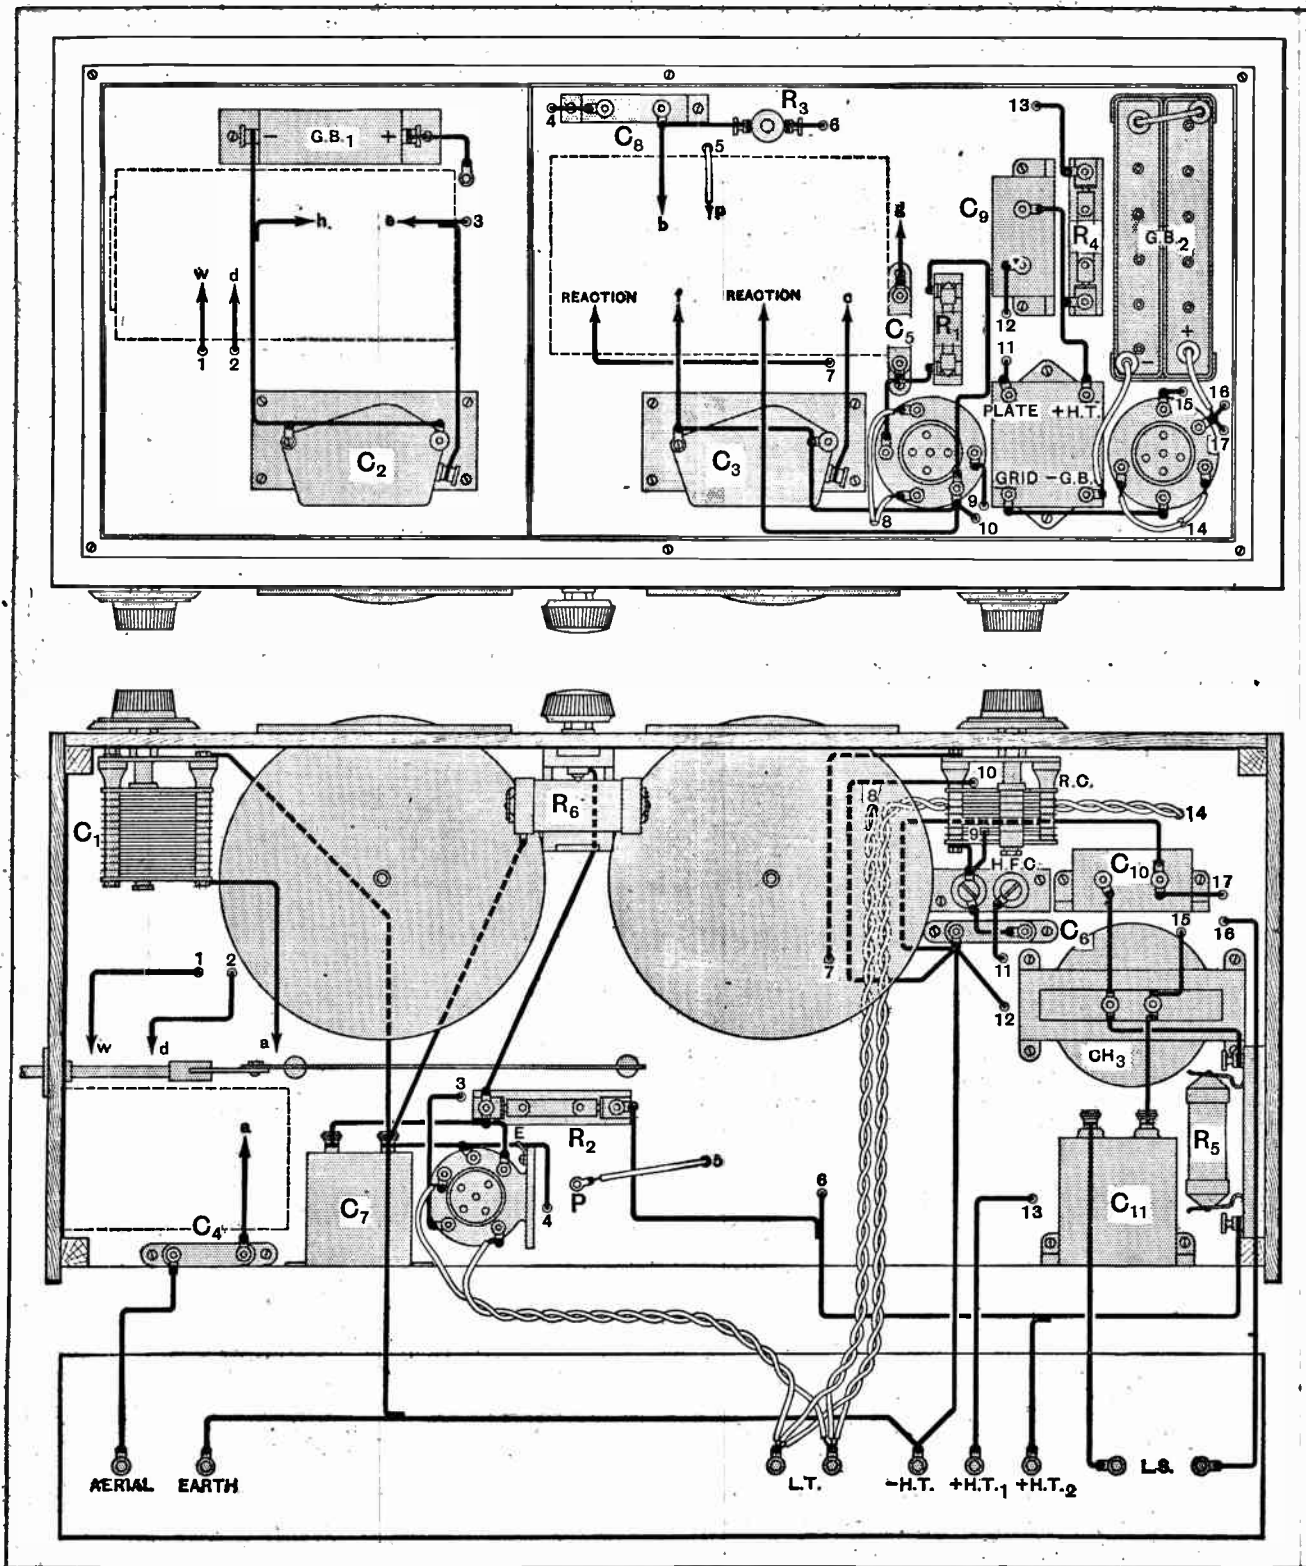 4
C8
R3
6
13
- G.B.1 +
5
C9
R4
G.B.2
h
e
3
b
P
g
w
d
REACTION
f
REACTION
c
C5
R1
12
+
1
2
7
11
-
PLATE
+H.T.
15
16
17
C2
C3
GRID
-G.B.
8
9
10
14
C1
R6
8
10
R.C.
9
14
H.F.C.
C10
17
C6
15
16
1
2
7
11
12
w
d
a
CH3
3
R2
E
a
5
R5
P
6
C7
4
13
C11
C4
AERIAL
EARTH
L.T.
-H.T.
+H.T.1
+H.T.2
L.S.